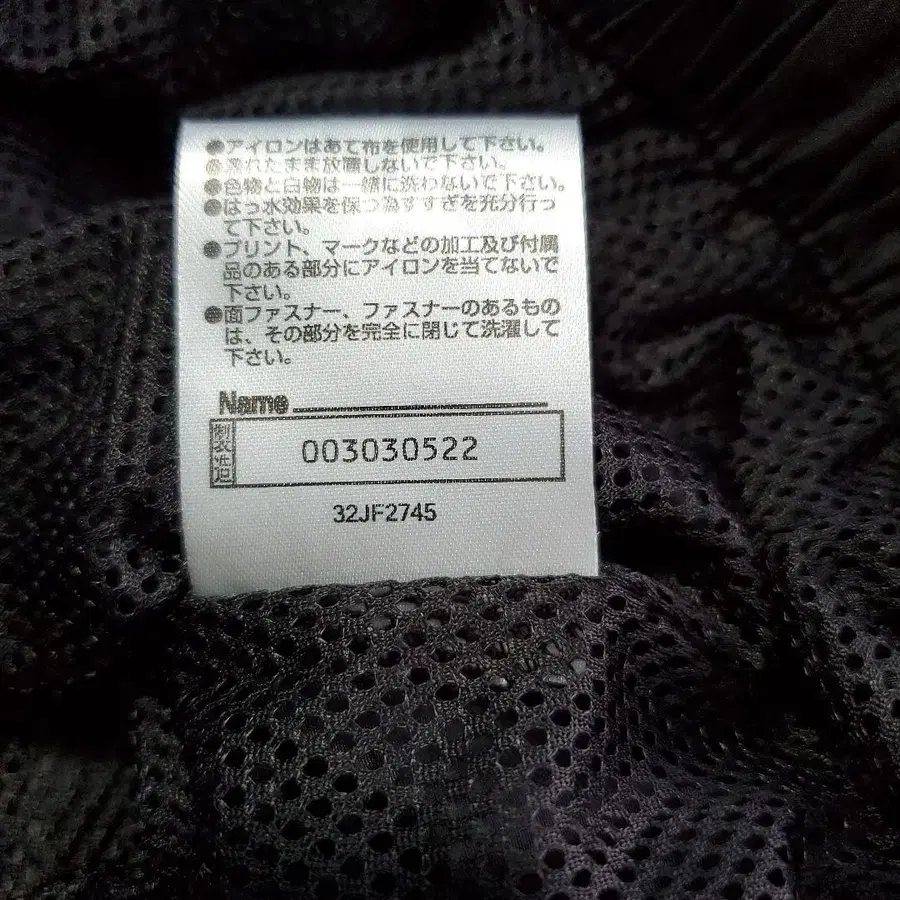 ●アイロンはあて布を使用して下さい。
●濡れたまま放置しないで下さい。
●色物と白物は一緒に洗わないで下さい。
●はっ水効果を保つ為すすぎを充分行っ
て下さい。
●プリント、マークなどの加工及び付属
品のある部分にアイロンを当てないで
下さい。
●面ファスナー、ファスナーのあるもの
は、その部分を完全に閉じて洗濯して
下さい。
Name
製造
003030522
32JF2745